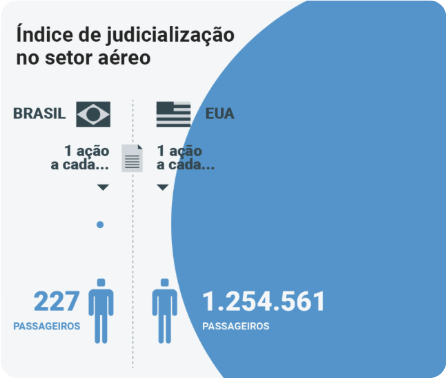 Índice de judicialização
no setor aéreo
BRASIL
EUA
1 ação
a cada...
1 ação
a cada...
227
PASSAGEIROS
1.254.561
PASSAGEIROS